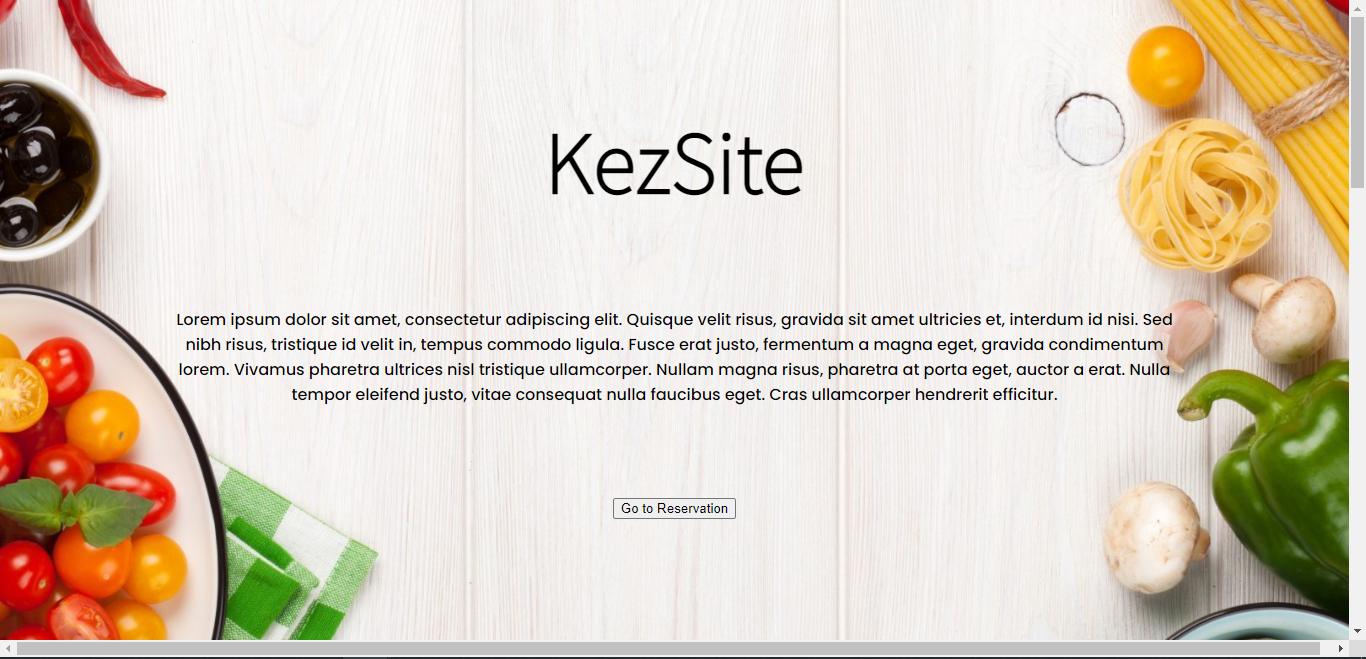 KezSite
Lorem ipsum dolor sit amet, consectetur adipiscing elit. Quisque velit risus, gravida sit amet ultricies et, interdum id nisi. Sed
nibh risus, tristique id velit in, tempus commodo ligula. Fusce erat justo, fermentum a magna eget, gravida condimentum
lorem. Vivamus pharetra ultrices nisl tristique ullamcorper. Nullam magna risus, pharetra at porta eget, auctor a erat. Nulla
tempor eleifend justo, vitae consequat nulla faucibus eget. Cras ullamcorper hendrerit efficitur.
Go to Reservation